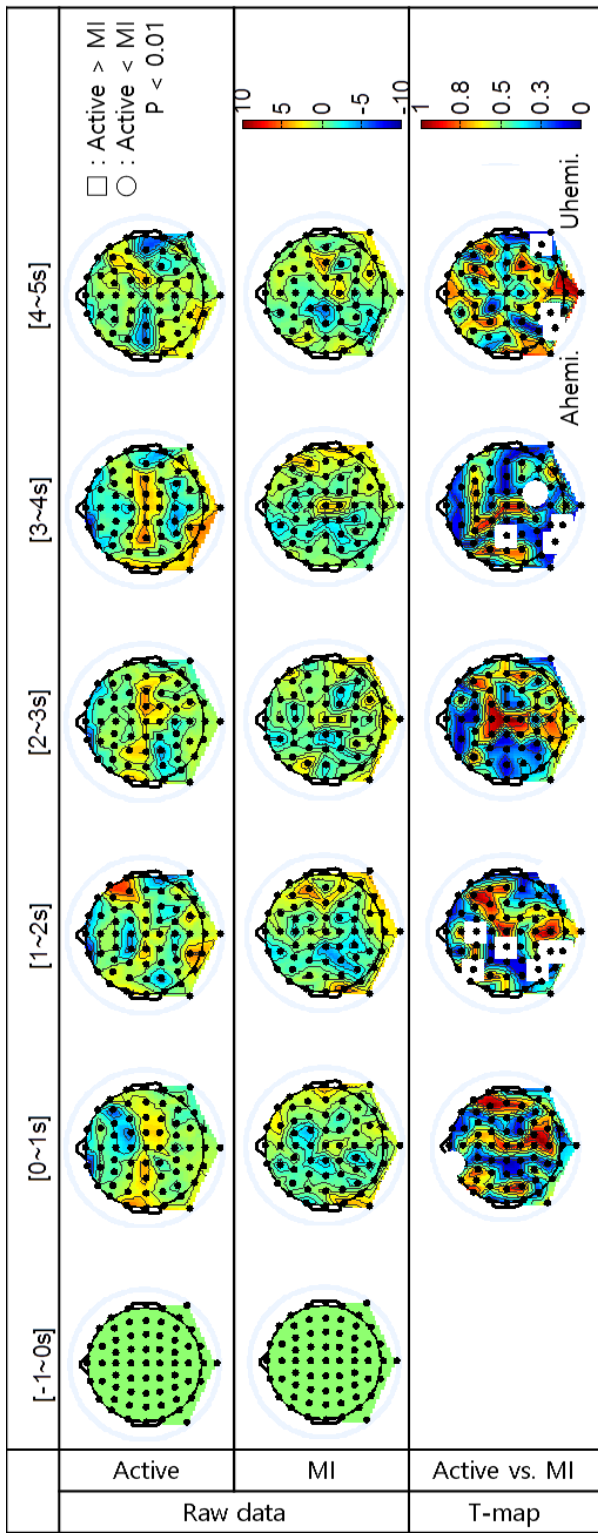 [-1~0s] [0~1s] [1~2s] [2~3s] [3~4s] [4~5s]
Raw data
Active
□ : Active > MI
○ : Active < MI
P < 0.01
MI
10
5
0
-5
-10
T-map
Active vs. MI
Ahemi.
Uhemi.
1
0.8
0.5
0.3
0